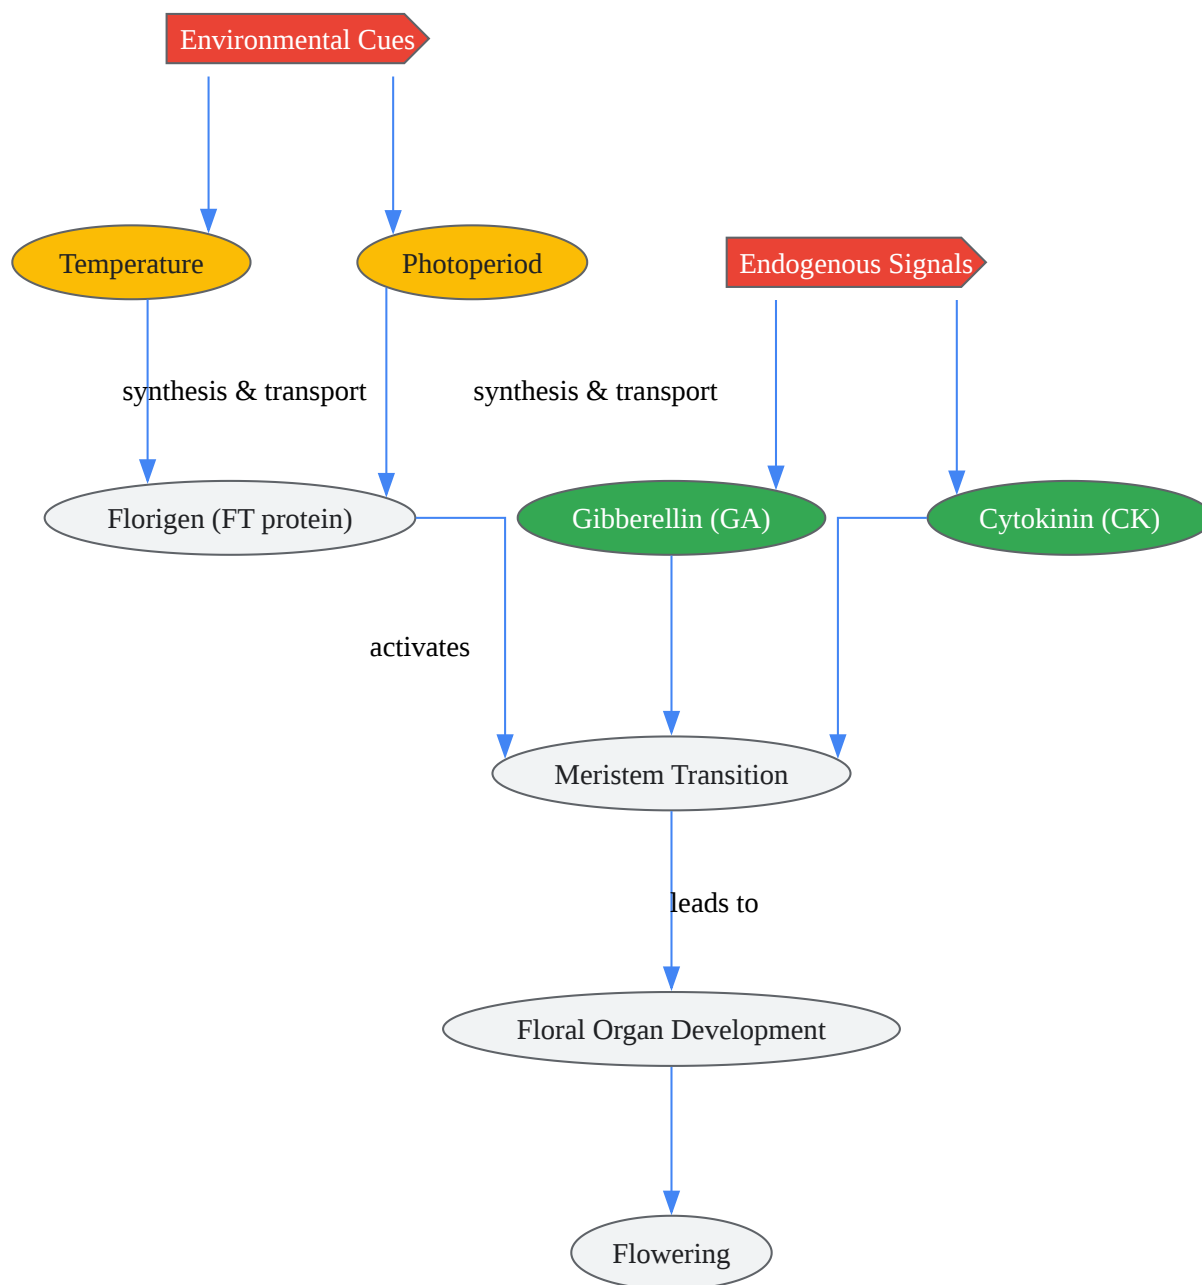 Environmental Cues
Temperature
Photoperiod
Endogenous Signals
synthesis & transport
synthesis & transport
Florigen (FT protein)
Gibberellin (GA)
Cytokinin (CK)
activates
Meristem Transition
leads to
Floral Organ Development
Flowering